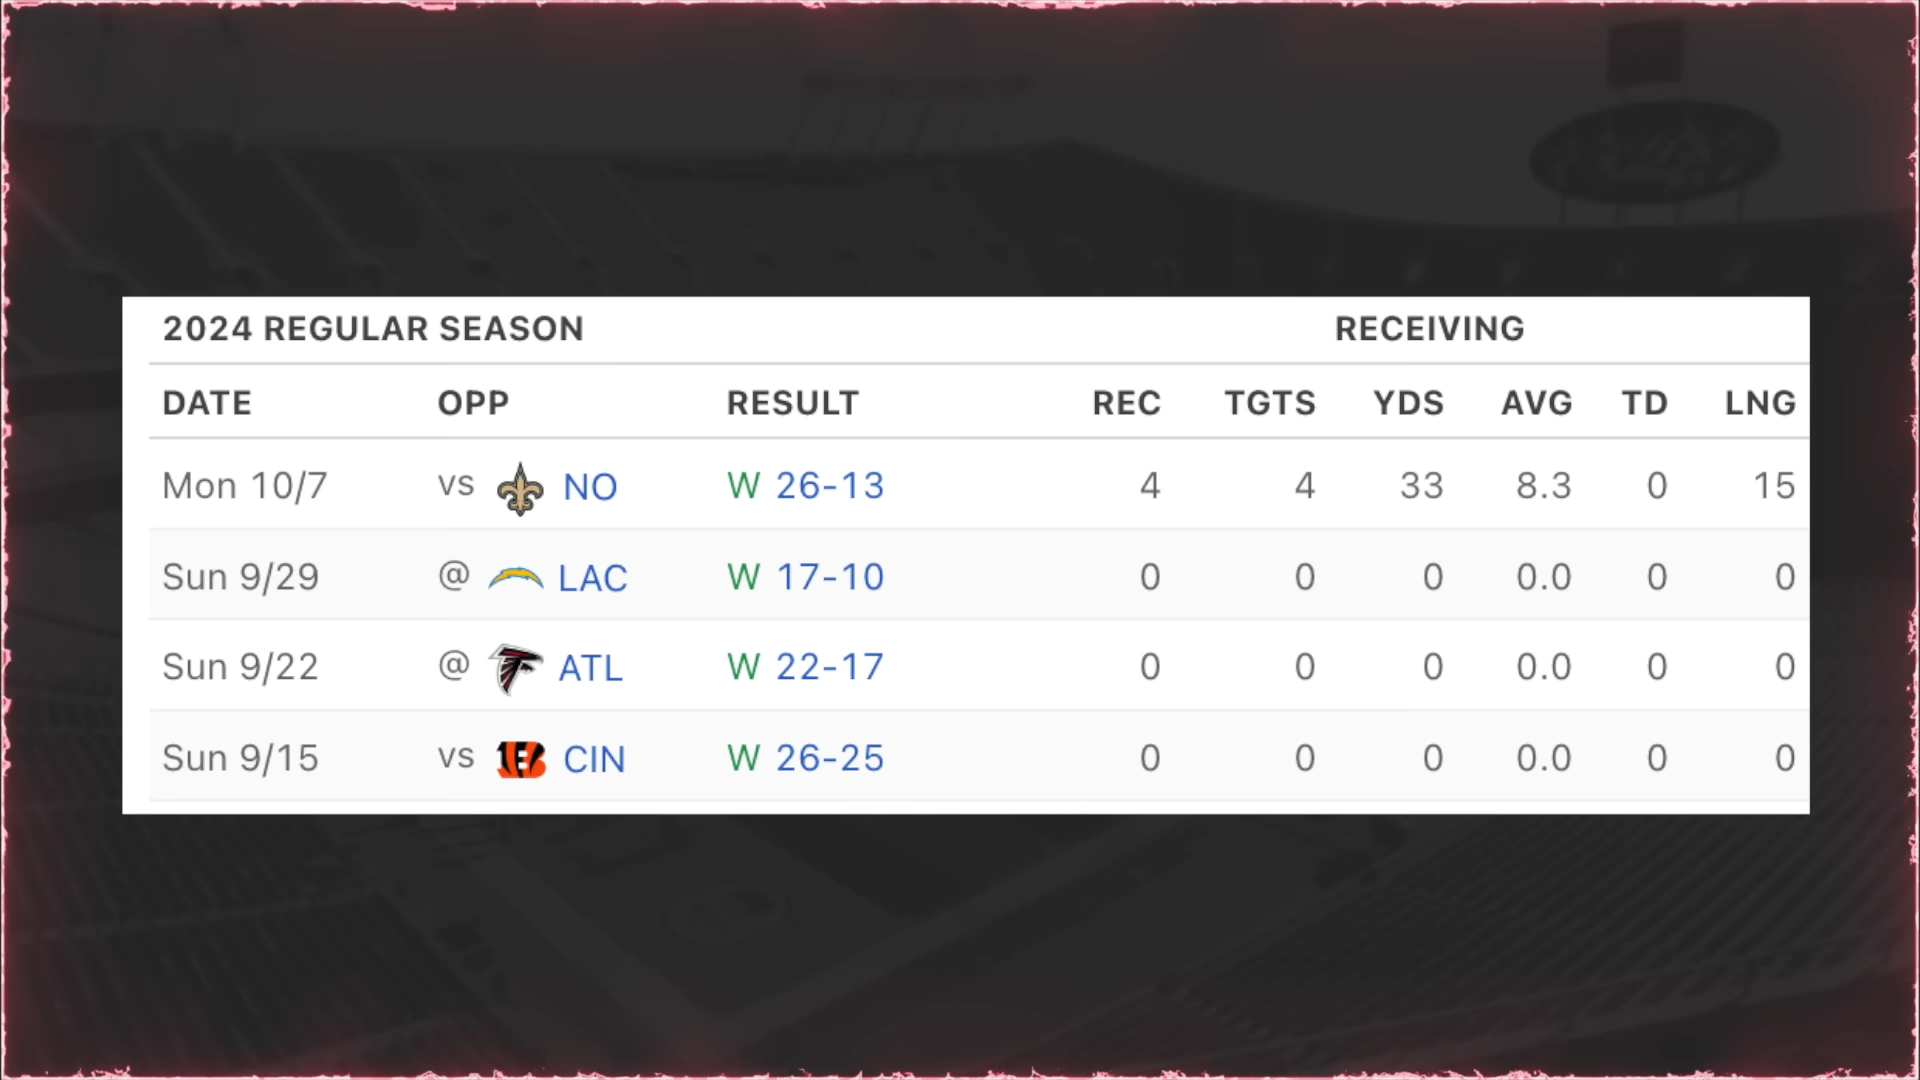 2024 REGULAR SEASON RECEIVING
DATE OPP RESULT REC TGTS YDS AVG TD LNG
Mon 10/7 vs NO W 26-13 4 4 33 8.3 0 15
Sun 9/29 @ LAC W 17-10 0 0 0 0.0 0 0
Sun 9/22 @ ATL W 22-17 0 0 0 0.0 0 0
Sun 9/15 vs CIN W 26-25 0 0 0 0.0 0 0